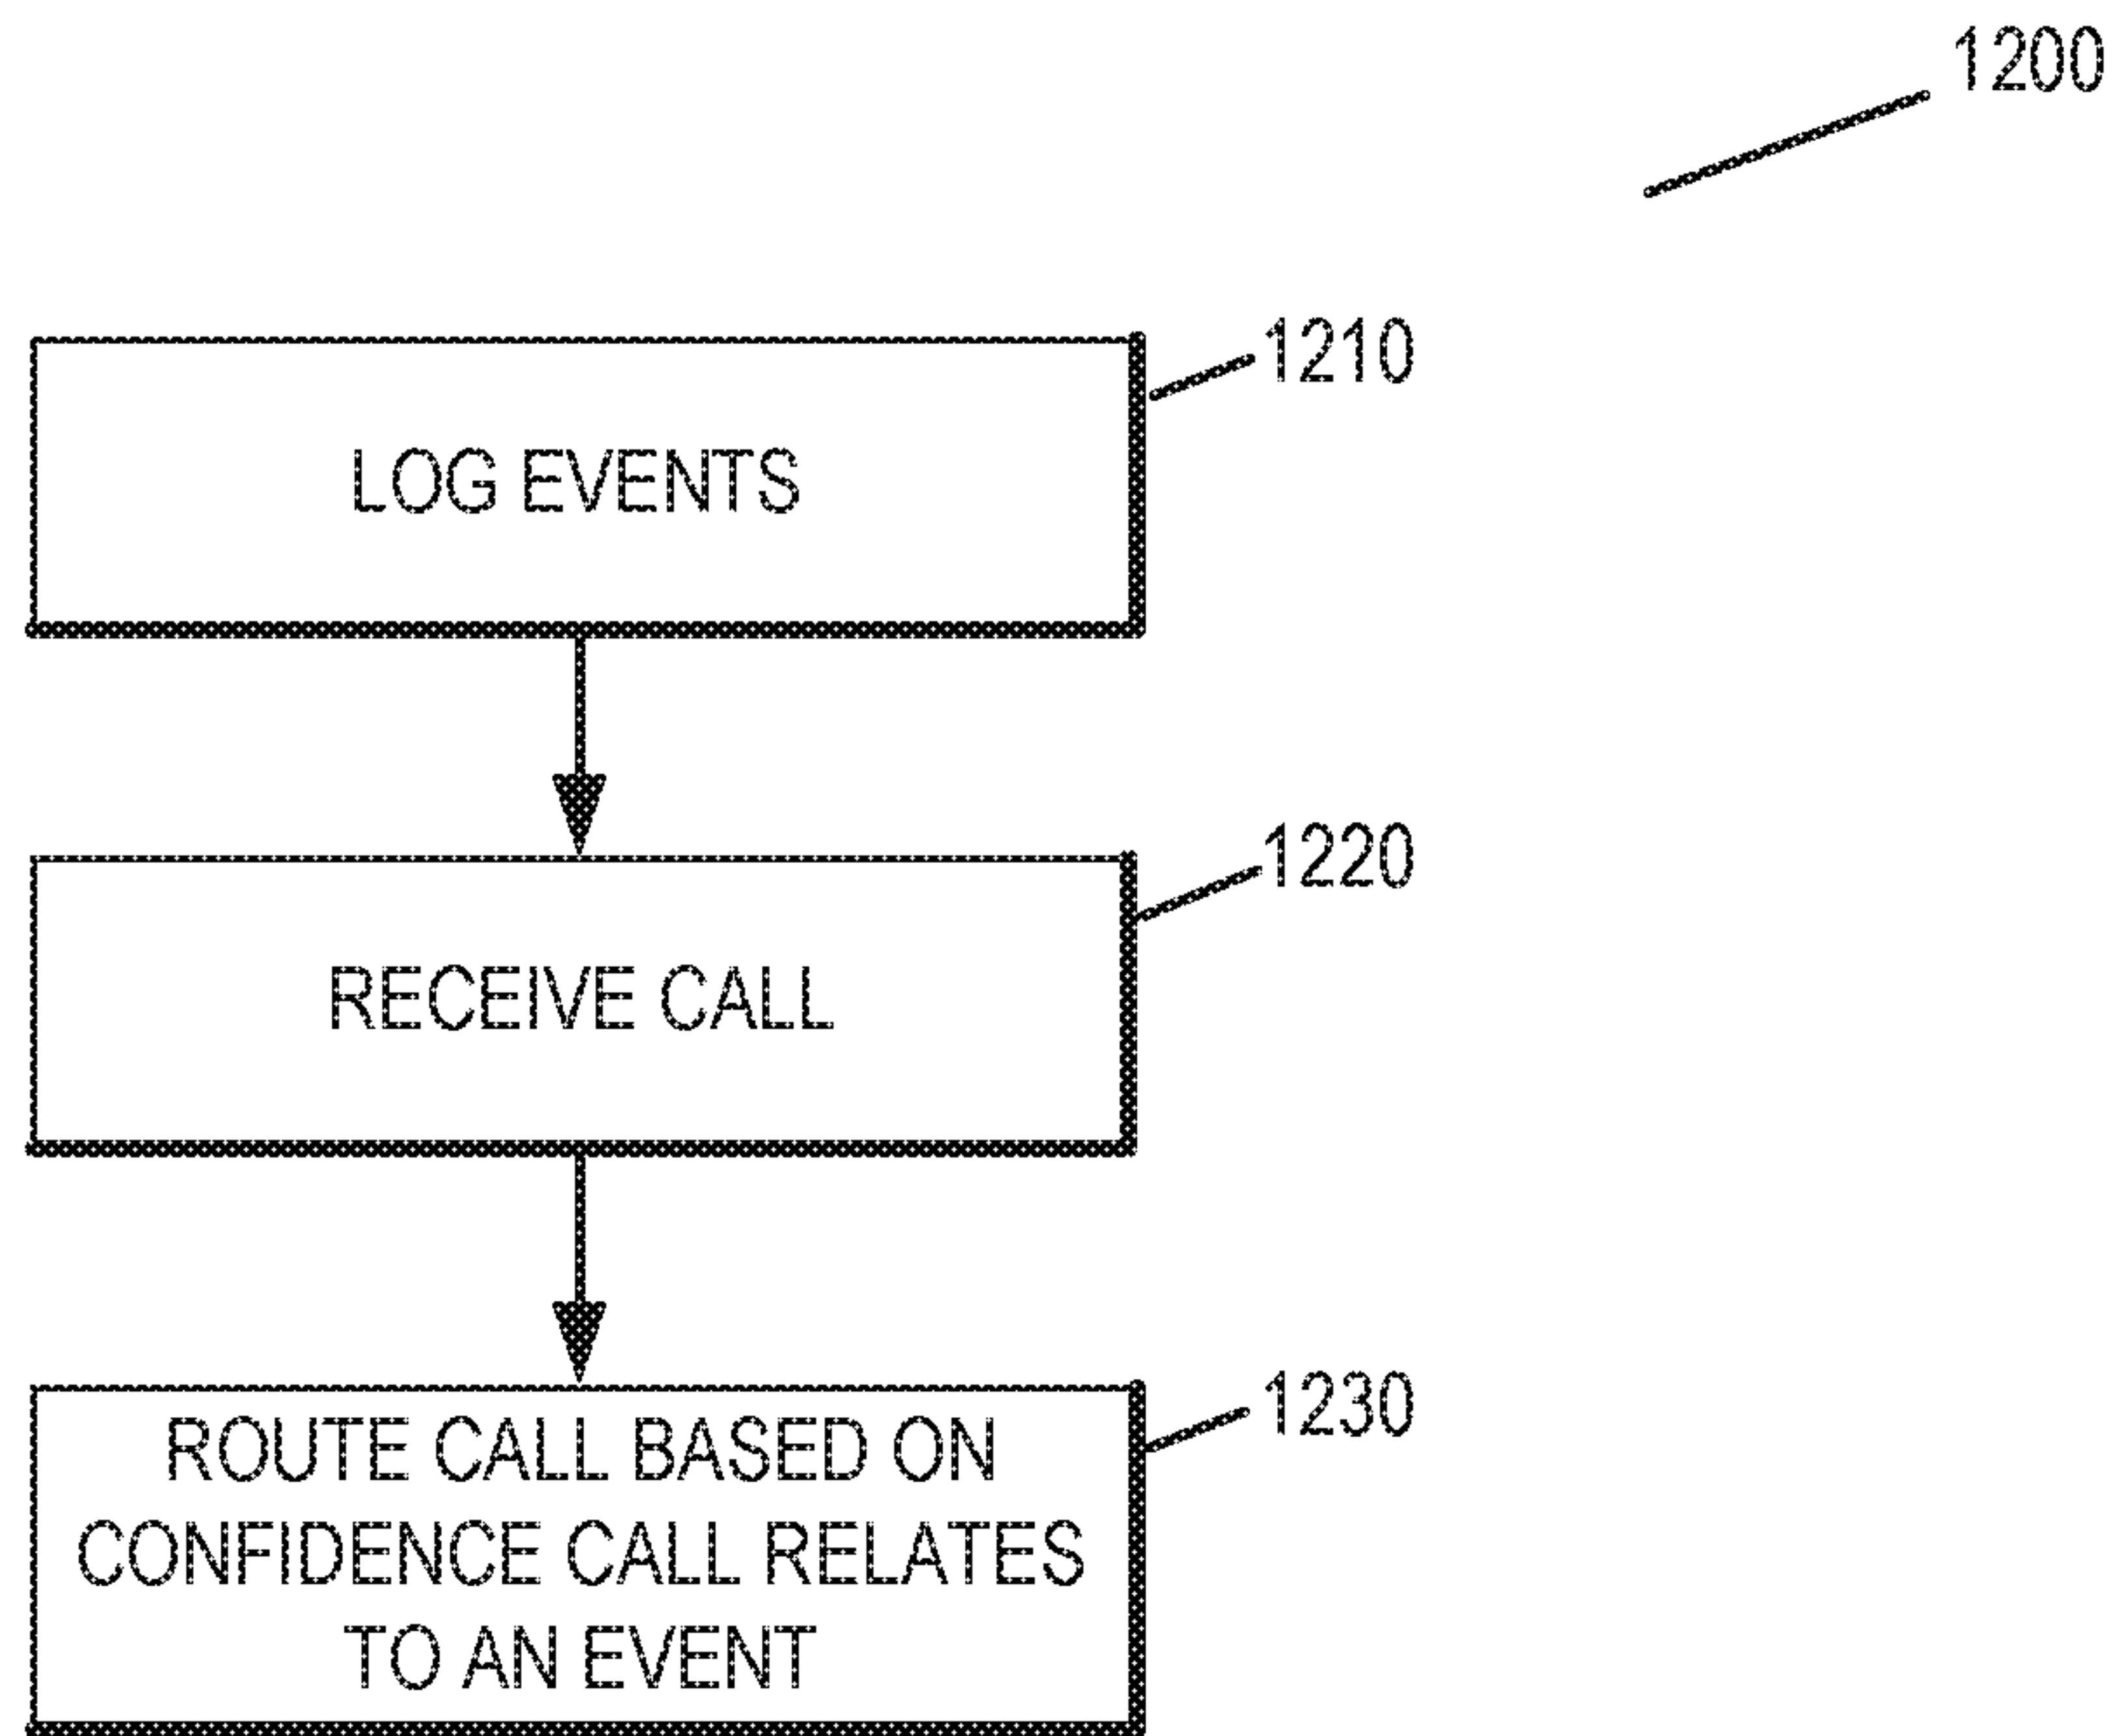 1200
1210
LOG EVENTS
1220
RECEIVE CALL
1230
ROUTE CALL BASED ON
CONFIDENCE CALL RELATES
TO AN EVENT